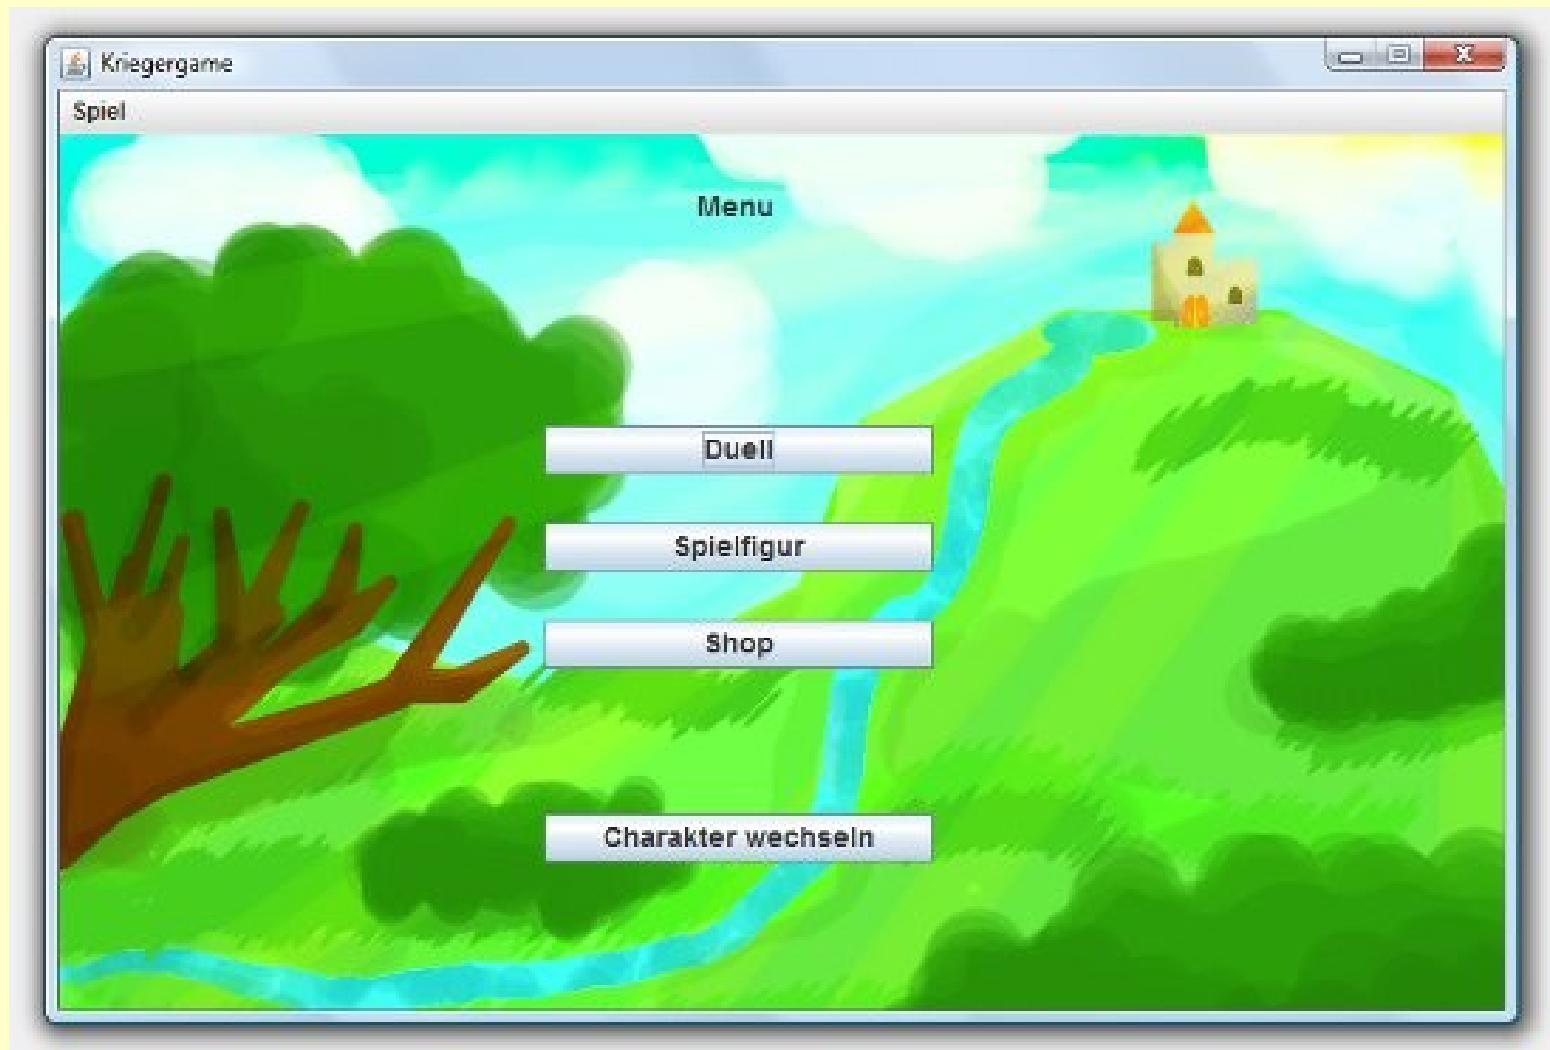 Kriegergame
Spiel
Menu
Duell
Spielfigur
Shop
Charakter wechseln